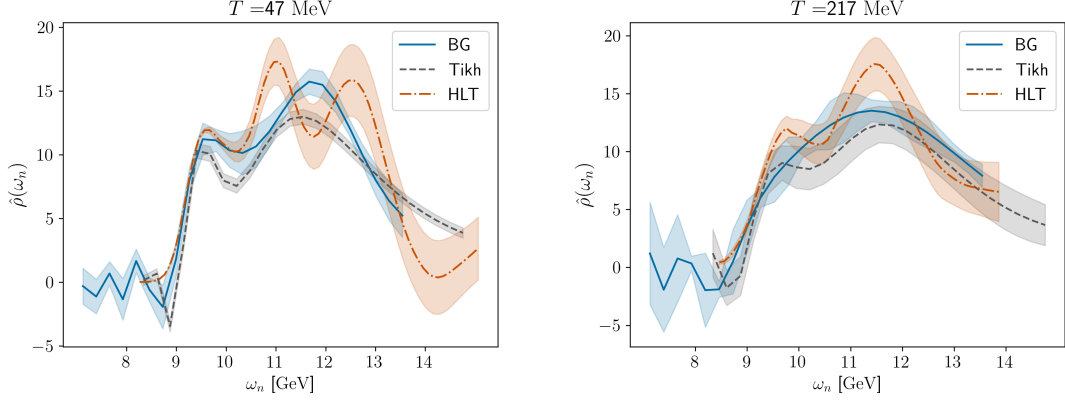 T =47 MeV
20
15
10
5
0
−5
ρ̂(ωₙ)
8 9 10 11 12 13 14
ωₙ [GeV]
BG
Tikh
HLT
T =217 MeV
20
15
10
5
0
−5
ρ̂(ωₙ)
8 9 10 11 12 13 14
ωₙ [GeV]
BG
Tikh
HLT